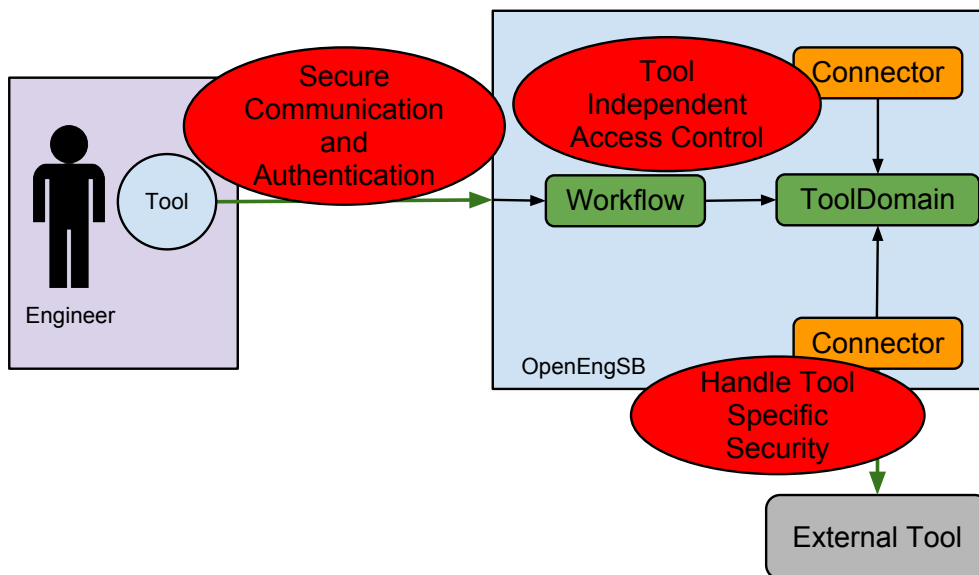 Secure
Communication
and
Authentication
Tool
Independent
Access Control
Connector
Tool
Workflow
ToolDomain
Engineer
Connector
OpenEngSB
Handle Tool
Specific
Security
External Tool